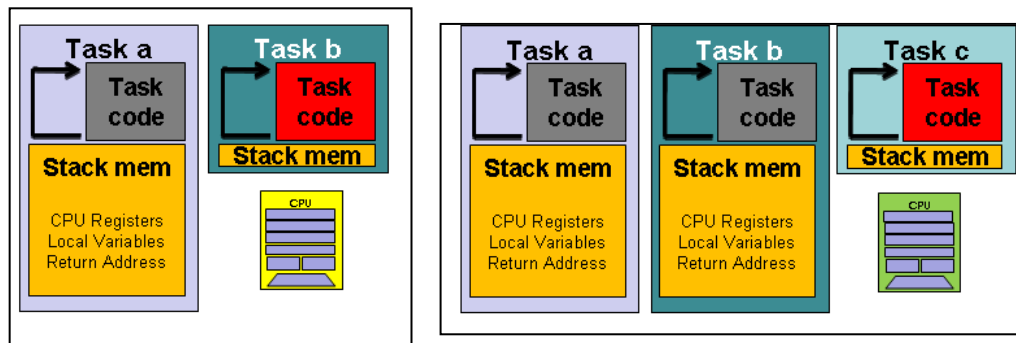 Task a
Task code
Stack mem
CPU Registers
Local Variables
Return Address
Task b
Task code
Stack mem
CPU
Task a
Task code
Stack mem
CPU Registers
Local Variables
Return Address
Task b
Task code
Stack mem
CPU Registers
Local Variables
Return Address
Task c
Task code
Stack mem
CPU